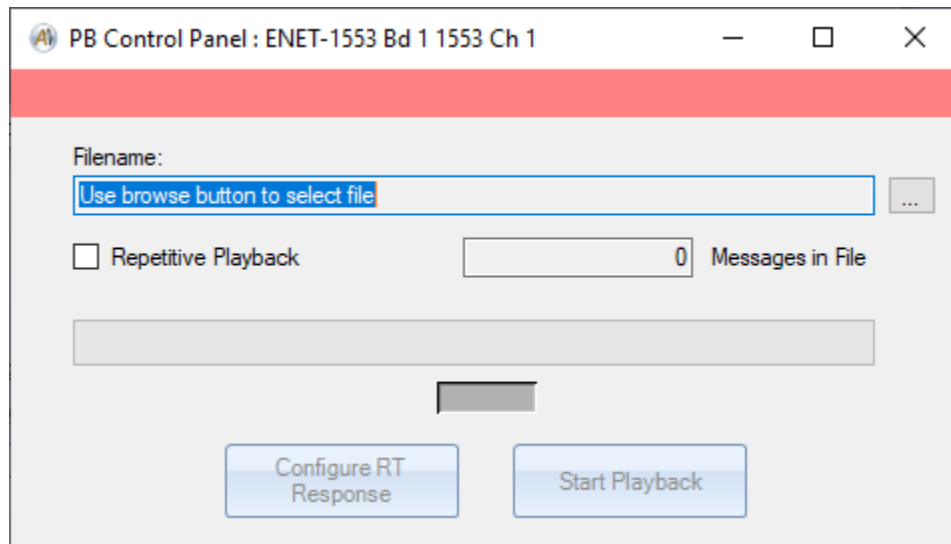 PB Control Panel : ENET-1553 Bd 1 1553 Ch 1
Filename:
Use browse button to select file
...
Repetitive Playback
0
Messages in File
Configure RT
Response
Start Playback